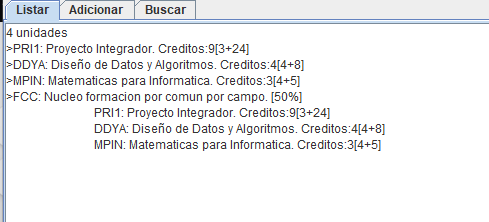 Listar Adicionar Buscar
4 unidades
>PRI1: Proyecto Integrador. Creditos:9[3+24]
>DDYA: Diseño de Datos y Algoritmos. Creditos:4[4+8]
>MPIN: Matematicas para Informatica. Creditos:3[4+5]
>FCC: Nucleo formacion por comun por campo. [50%]
PRI1: Proyecto Integrador. Creditos:9[3+24]
DDYA: Diseño de Datos y Algoritmos. Creditos:4[4+8]
MPIN: Matematicas para Informatica. Creditos:3[4+5]